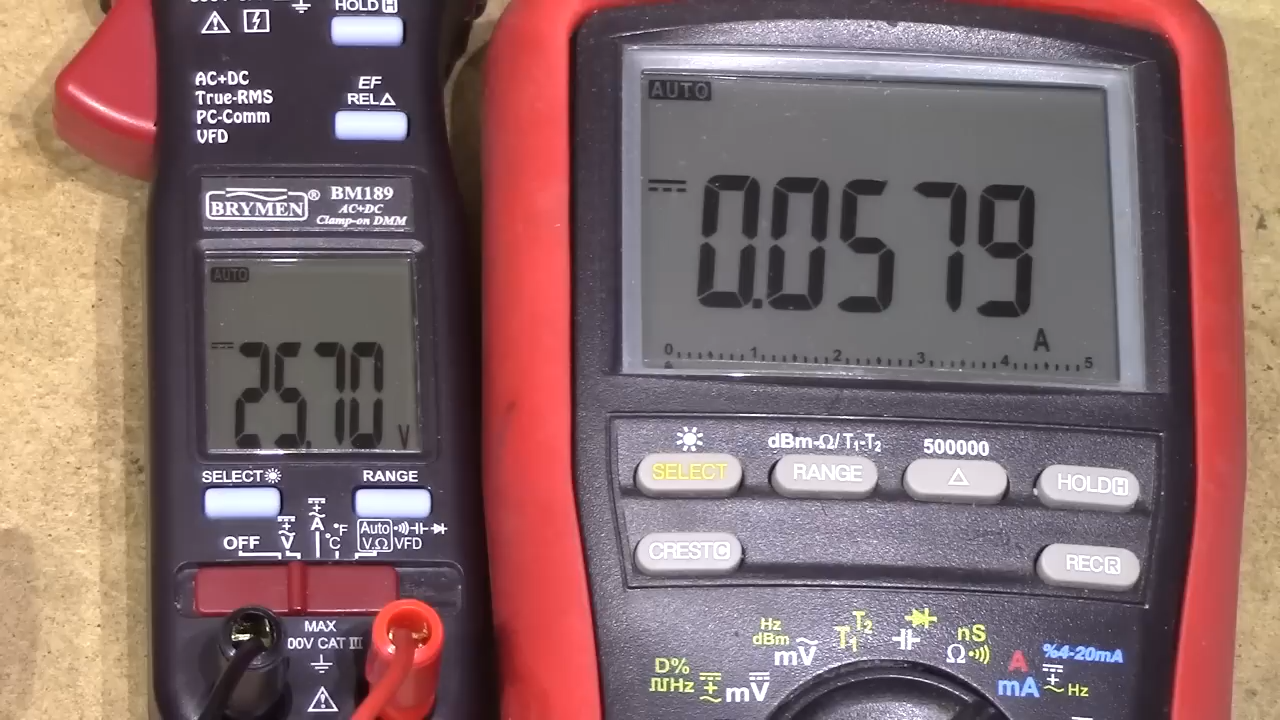 HOLD H
AC+DC
True-RMS
PC-Comm
VFD
EF
REL△
BRYMEN®
BM189
AC+DC
Clamp-on DMM
AUTO
25.70 V
SELECT
RANGE
OFF
V
A
°F
°C
Auto
V.Ω
VFD
MAX
00V CAT III
AUTO
0.0579
A
0 1 2 3 4 5
dBm-Ω/T1-T2
500000
SELECT
RANGE
△
HOLD H
CREST C
REC R
D%
Hz
mV
Hz
dBm
mV
T1
T2
nS
Ω
A
mA
%4-20mA
Hz